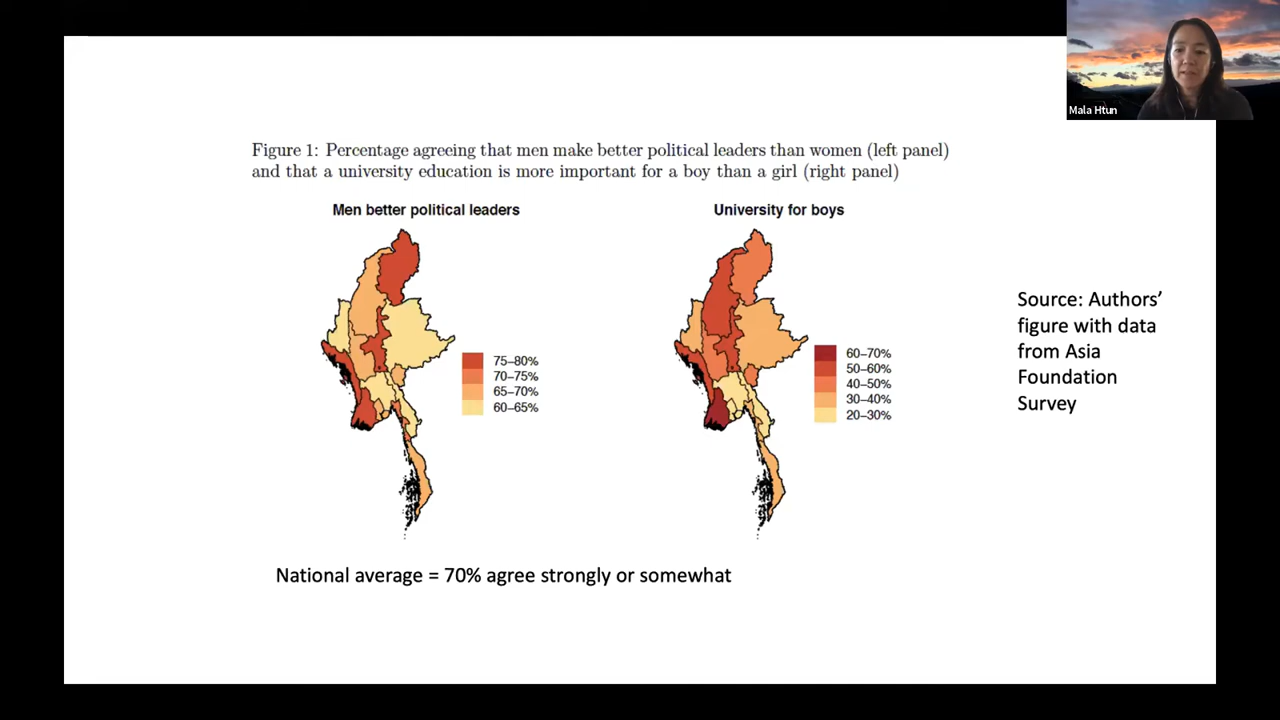 Mala Htun
Figure 1: Percentage agreeing that men make better political leaders than women (left panel)
and that a university education is more important for a boy than a girl (right panel)
Men better political leaders
75–80%
70–75%
65–70%
60–65%
University for boys
60–70%
50–60%
40–50%
30–40%
20–30%
Source: Authors’
figure with data
from Asia
Foundation
Survey
National average = 70% agree strongly or somewhat